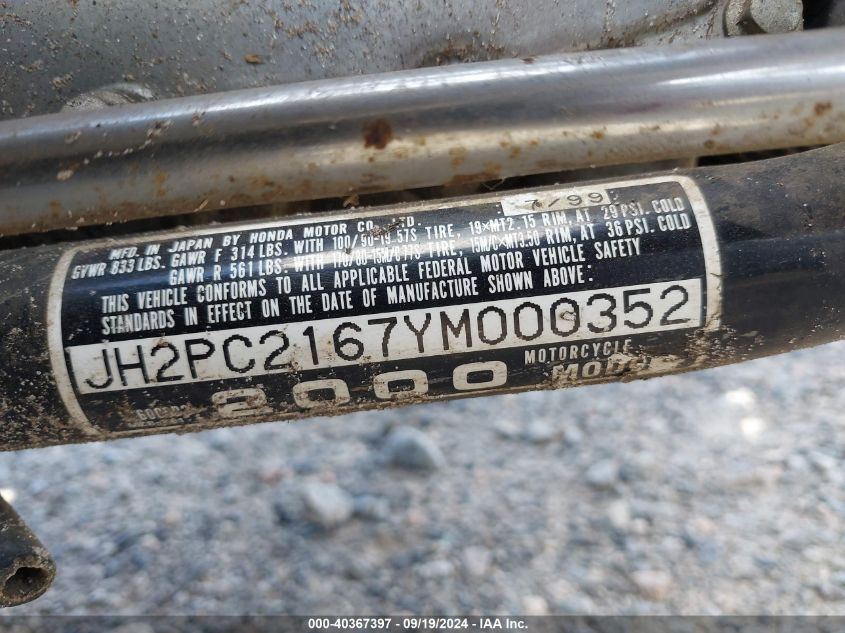 7/99
MFD. IN JAPAN BY HONDA MOTOR CO., LTD
GVWR 833 LBS. GAWR F 314 LBS. WITH 100/90-19 57S TIRE, 19×MT2.15 RIM, AT 29 PSI. COLD
GAWR R 561 LBS. WITH 170/80-15M/C 77S TIRE, 15M/C×MT3.50 RIM, AT 36 PSI. COLD
THIS VEHICLE CONFORMS TO ALL APPLICABLE FEDERAL MOTOR VEHICLE SAFETY
STANDARDS IN EFFECT ON THE DATE OF MANUFACTURE SHOWN ABOVE:
JH2PC2167YM000352
MOTORCYCLE
2000 MODEL
000-40367397 - 09/19/2024 - IAA Inc.